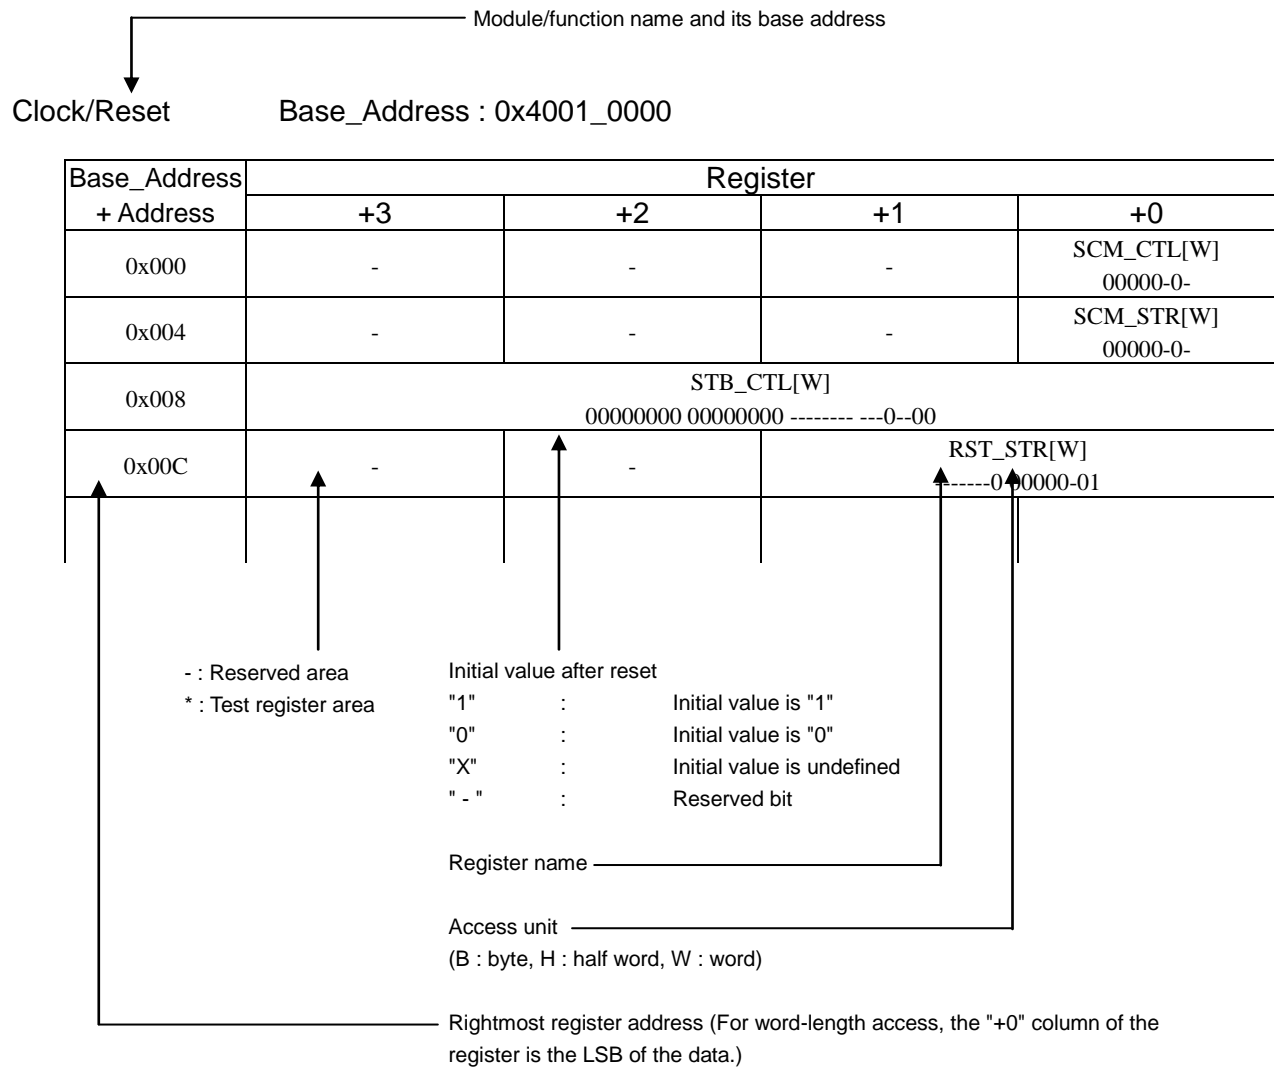 Module/function name and its base address
Clock/Reset Base_Address : 0x4001_0000
Base_Address Register
+ Address +3 +2 +1 +0
0x000 - - - SCM_CTL[W]
00000-0-
0x004 - - - SCM_STR[W]
00000-0-
0x008 STB_CTL[W]
00000000 00000000 -------- ---0--00
0x00C - - RST_STR[W]
-------0 00000-01
- : Reserved area
* : Test register area
Initial value after reset
"1" : Initial value is "1"
"0" : Initial value is "0"
"X" : Initial value is undefined
" - " : Reserved bit
Register name
Access unit
(B : byte, H : half word, W : word)
Rightmost register address (For word-length access, the "+0" column of the
register is the LSB of the data.)